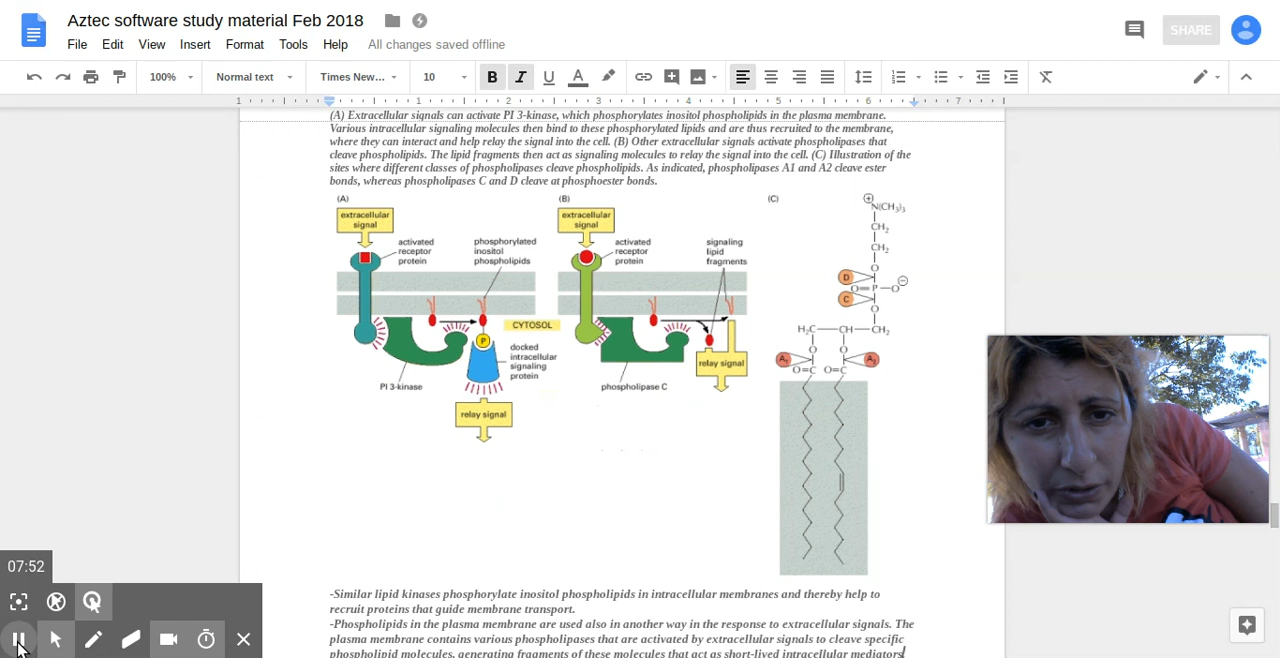 Aztec software study material Feb 2018
File Edit View Insert Format Tools Help All changes saved offline
SHARE
100% Normal text Times New... 10 B I U A
1 1 2 3 4 5 6 7
(A) Extracellular signals can activate PI 3-kinase, which phosphorylates inositol phospholipids in the plasma membrane.
Various intracellular signaling molecules then bind to these phosphorylated lipids and are thus recruited to the membrane,
where they can interact and help relay the signal into the cell. (B) Other extracellular signals activate phospholipases that
cleave phospholipids. The lipid fragments then act as signaling molecules to relay the signal into the cell. (C) Illustration of the
sites where different classes of phospholipases cleave phospholipids. As indicated, phospholipases A1 and A2 cleave ester
bonds, whereas phospholipases C and D cleave at phosphoester bonds.
(A)
extracellular
signal
activated
receptor
protein
phosphorylated
inositol
phospholipids
CYTOSOL
P
docked
intracellular
signaling
protein
PI 3-kinase
relay signal
(B)
extracellular
signal
activated
receptor
protein
signaling
lipid
fragments
phospholipase C
relay signal
(C)
N(CH₃)₃
CH₂
CH₂
O
D
O=P—O
C
O
H₂C—CH—CH₂
O O
A₁ A₂
O=C O=C
-Similar lipid kinases phosphorylate inositol phospholipids in intracellular membranes and thereby help to
recruit proteins that guide membrane transport.
-Phospholipids in the plasma membrane are used also in another way in the response to extracellular signals. The
plasma membrane contains various phospholipases that are activated by extracellular signals to cleave specific
phospholipid molecules, generating fragments of these molecules that act as short-lived intracellular mediators
07:52